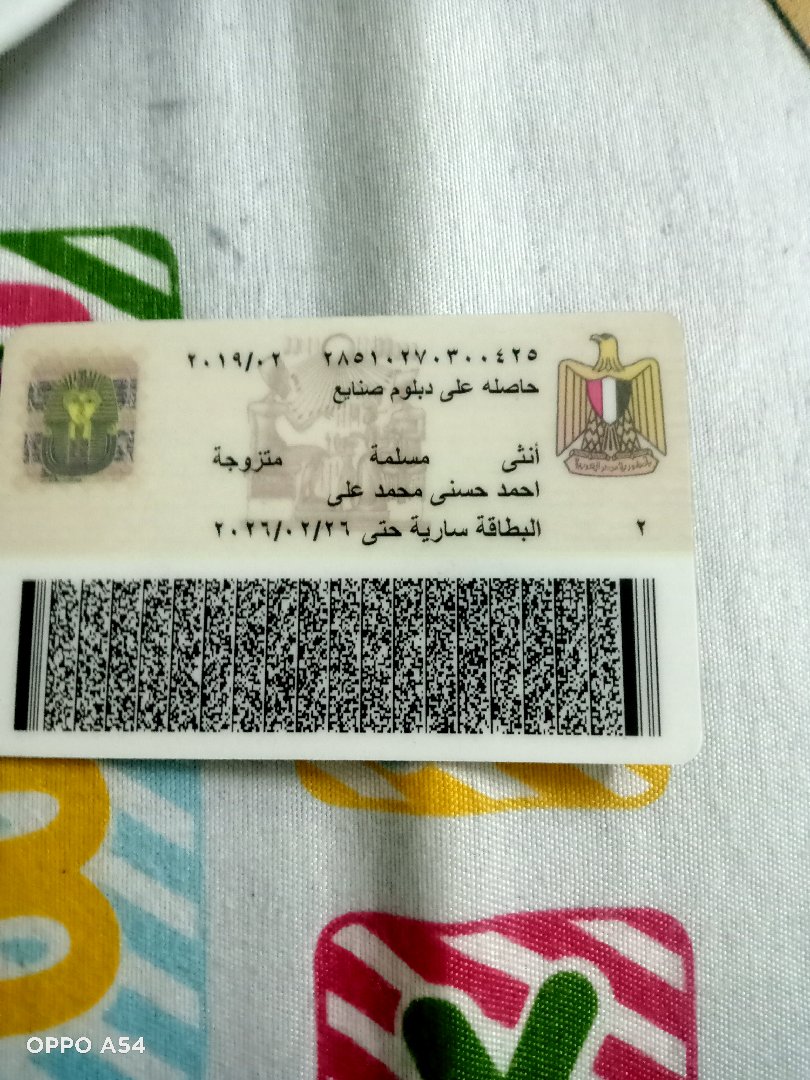 ٢٨٥١٠٢٧٠٣٠٠٤٢٥ ٢٠١٩/٠٢
حاصله على دبلوم صنايع
أنثى مسلمة متزوجة
احمد حسنى محمد على
٢ البطاقة سارية حتى ٢٠٢٦/٠٢/٢٦
OPPO A54